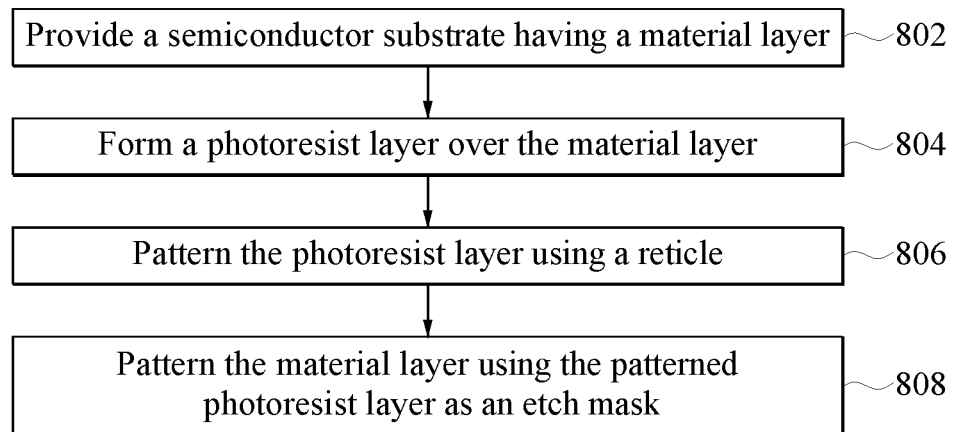 Provide a semiconductor substrate having a material layer 802
Form a photoresist layer over the material layer 804
Pattern the photoresist layer using a reticle 806
Pattern the material layer using the patterned
photoresist layer as an etch mask 808